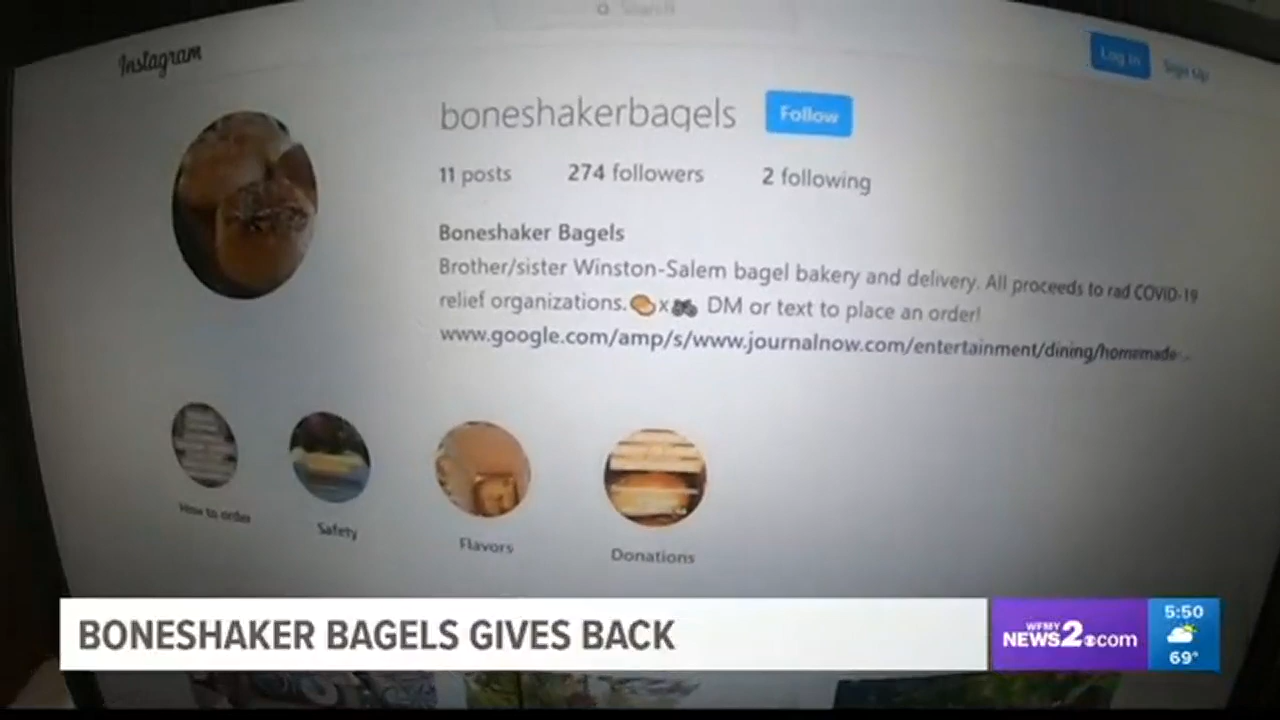 Search
Instagram
Log In
Sign Up
boneshakerbagels
Follow
11 posts
274 followers
2 following
Boneshaker Bagels
Brother/sister Winston-Salem bagel bakery and delivery. All proceeds to rad COVID-19
relief organizations. 🥯x🚲 DM or text to place an order!
www.google.com/amp/s/www.journalnow.com/entertainment/dining/homemade...
How to order
Safety
Flavors
Donations
BONESHAKER BAGELS GIVES BACK
WFMY
NEWS2.com
5:50
69°